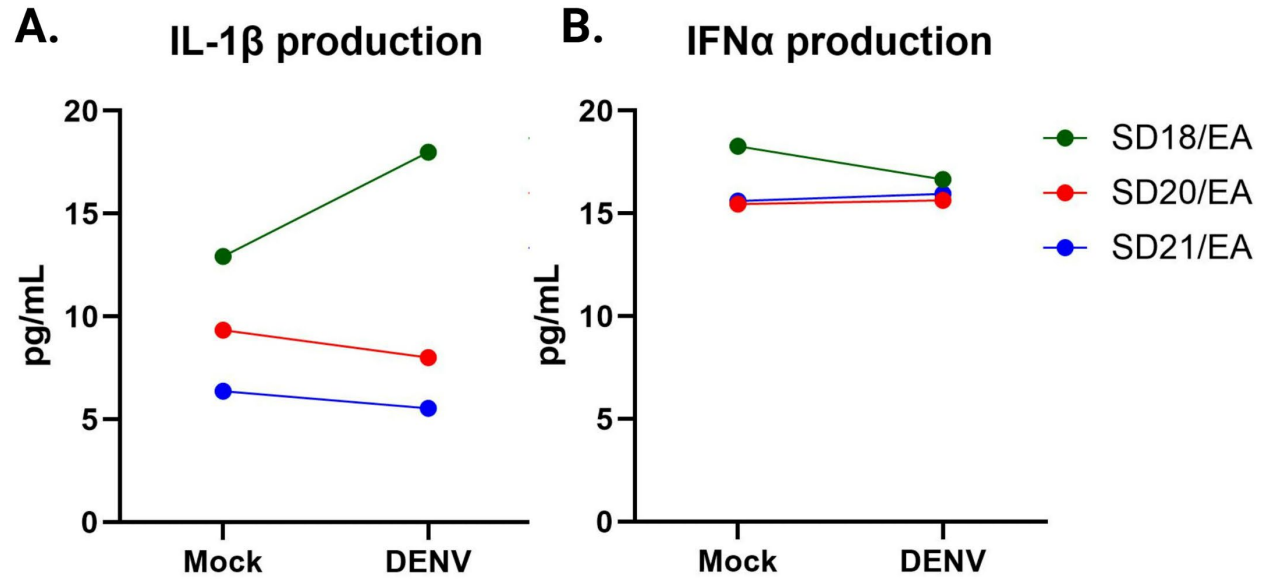 A.
IL-1β production
20
15
10
5
0
pg/mL
Mock
DENV
B.
IFNα production
20
15
10
5
0
pg/mL
Mock
DENV
SD18/EA
SD20/EA
SD21/EA